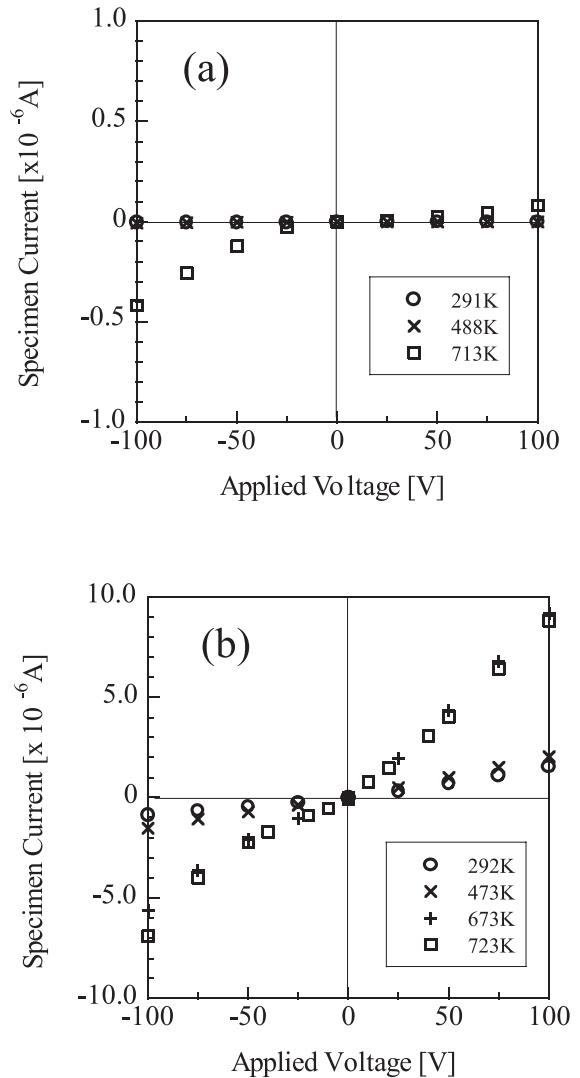 (a)
Specimen Current [x10 -6A]
1.0
0.5
0
-0.5
-1.0
291K
488K
713K
-100
-50
0
50
100
Applied Voltage [V]
(b)
Specimen Current [x 10 -6A]
10.0
5.0
0
-5.0
-10.0
292K
473K
673K
723K
-100
-50
0
50
100
Applied Voltage [V]